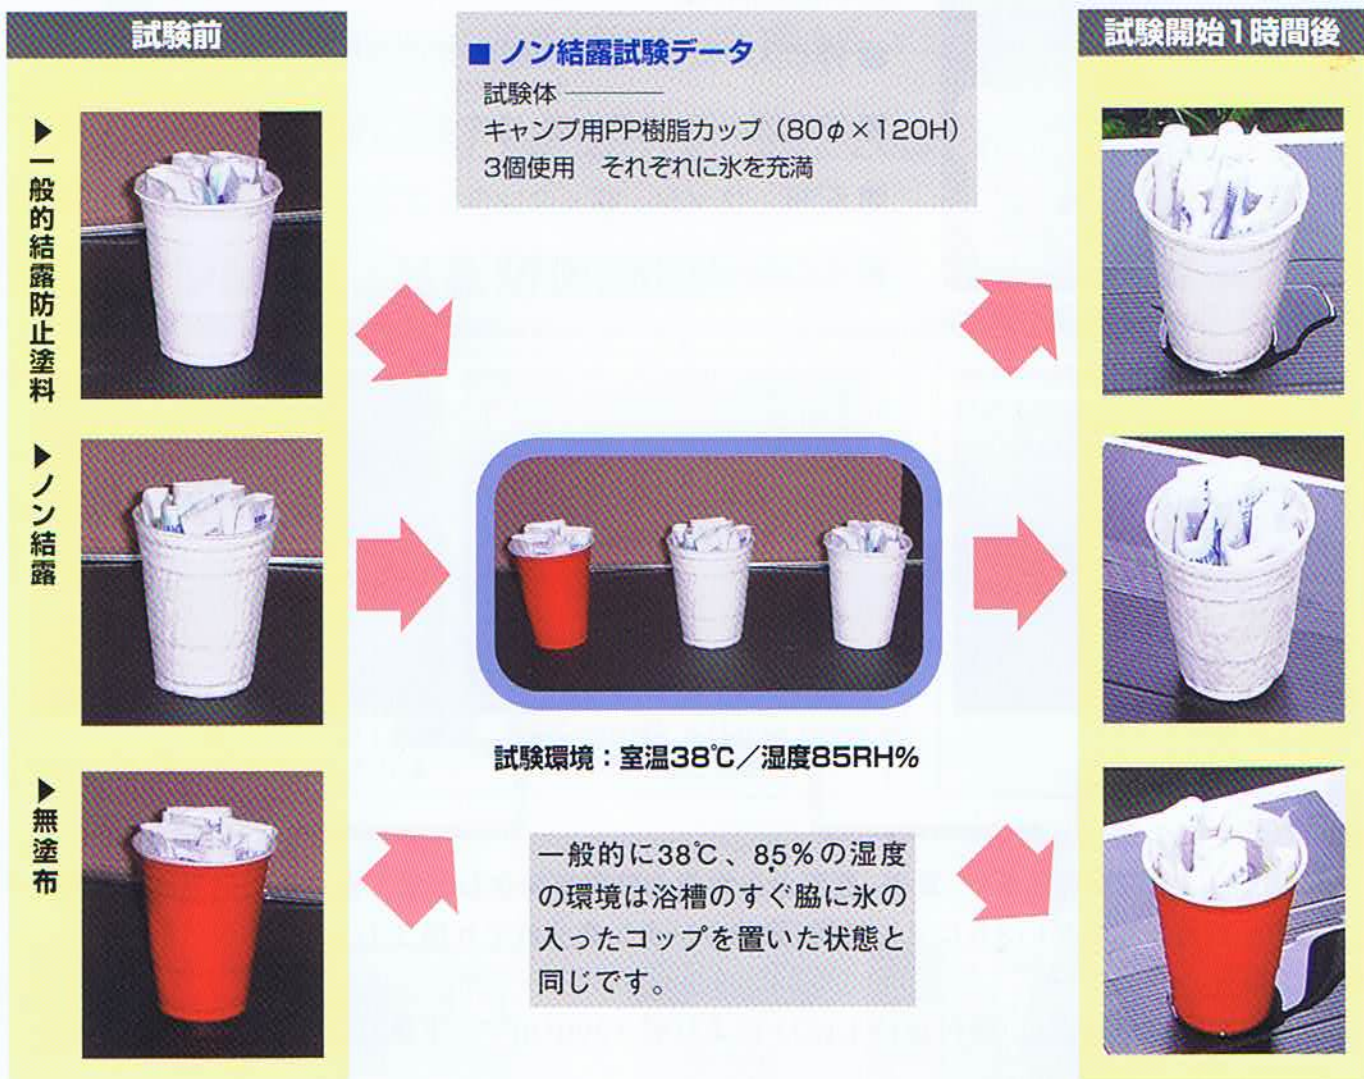 試験前
■ ノン結露試験データ
試験体 ―――
キャンプ用PP樹脂カップ（80φ×120H）
3個使用　それぞれに氷を充満
試験開始1時間後
▶一般的結露防止塗料
▶ノン結露
▶無塗布
試験環境：室温38℃／湿度85RH%
一般的に38℃、85%の湿度
の環境は浴槽のすぐ脇に氷の
入ったコップを置いた状態と
同じです。